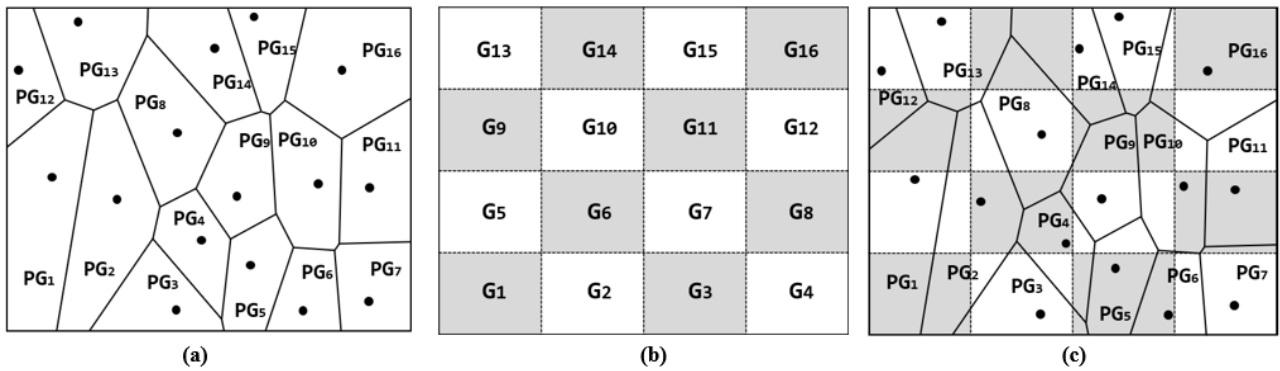 PG15
PG16
PG13
PG14
PG12
PG8
PG9 PG10
PG11
PG4
PG1
PG2
PG3
PG6
PG7
PG5
(a)
G13 G14 G15 G16
G9 G10 G11 G12
G5 G6 G7 G8
G1 G2 G3 G4
(b)
PG15
PG16
PG13
PG14
PG12
PG8
PG9 PG10
PG11
PG4
PG1
PG2
PG3
PG6
PG7
PG5
(c)